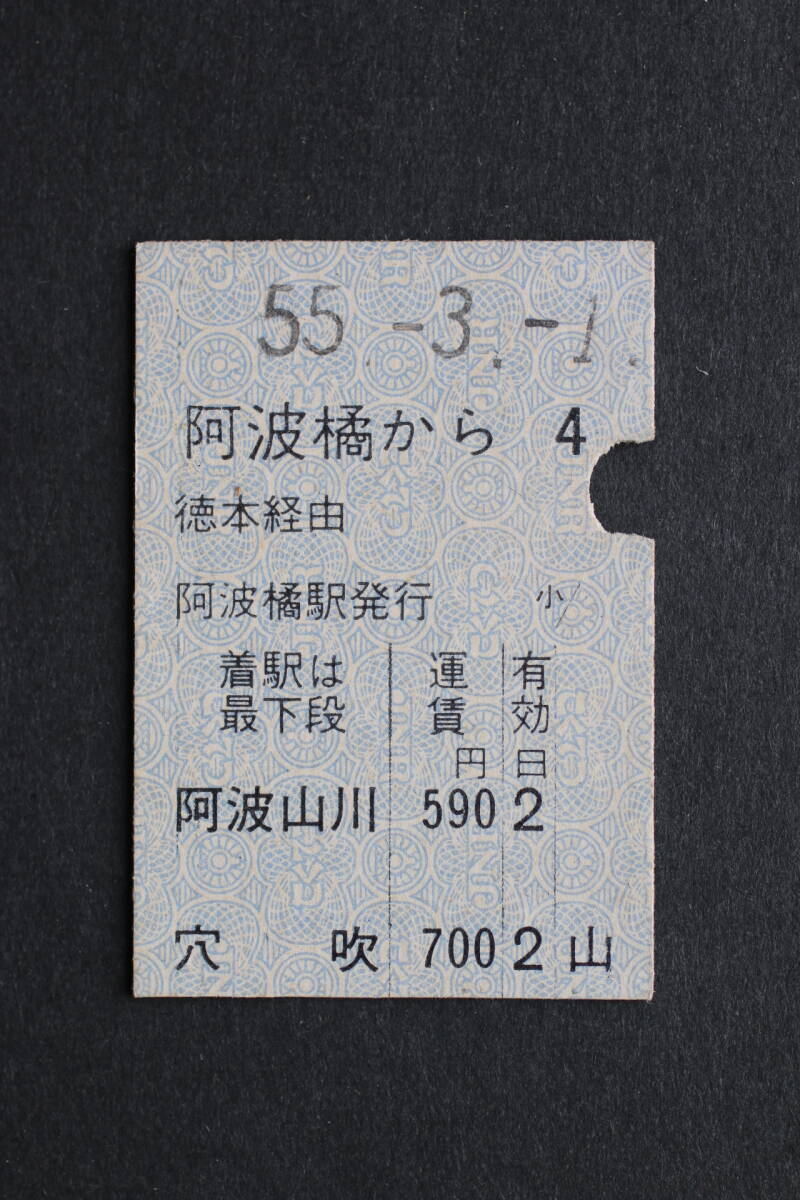 55.-3.-1.
阿波橘から 4
徳本経由
阿波橘駅発行 小
着駅は 運 有
最下段 賃 効
円 日
阿波山川 590 2
穴吹 700 2 山